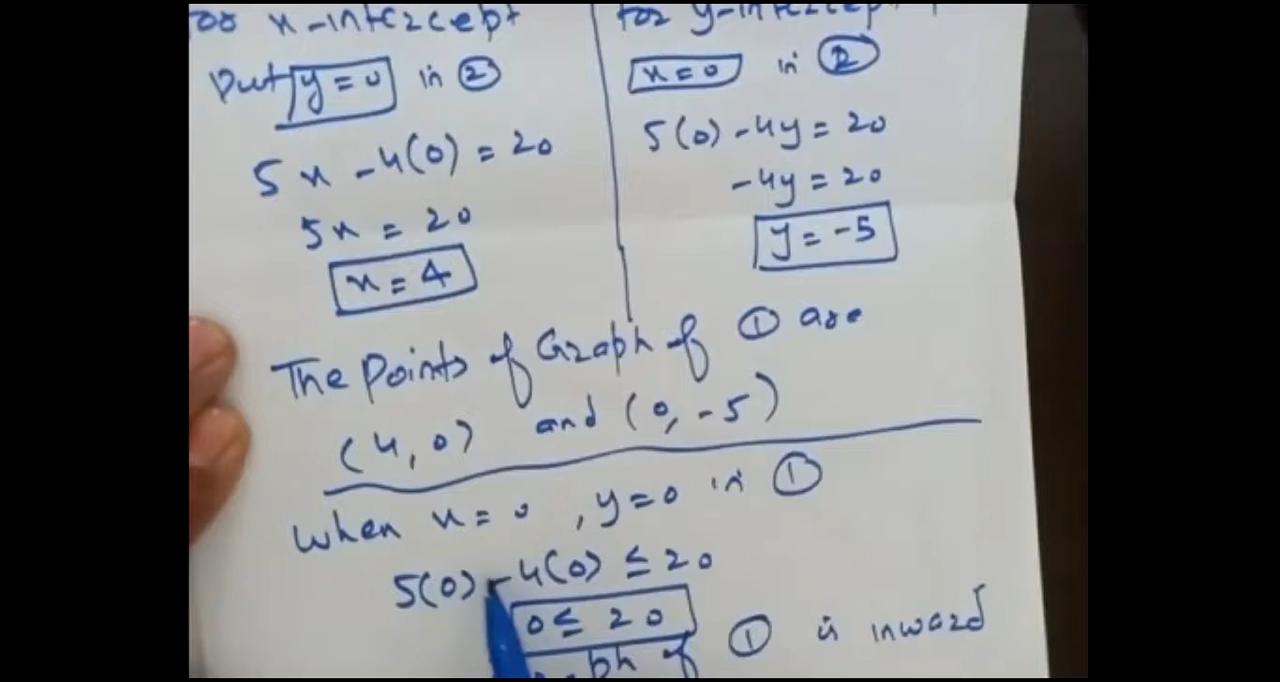 for x-intercept
Put y=0 in ②
5x-4(0)=20
5x=20
x=4
for y-intercept
x=0 in ②
5(0)-4y=20
-4y=20
y=-5
The Points of Graph of ① are
(4,0) and (0,-5)
When x=0, y=0 in ①
5(0)-4(0)≤20
0≤20
of ① is inward